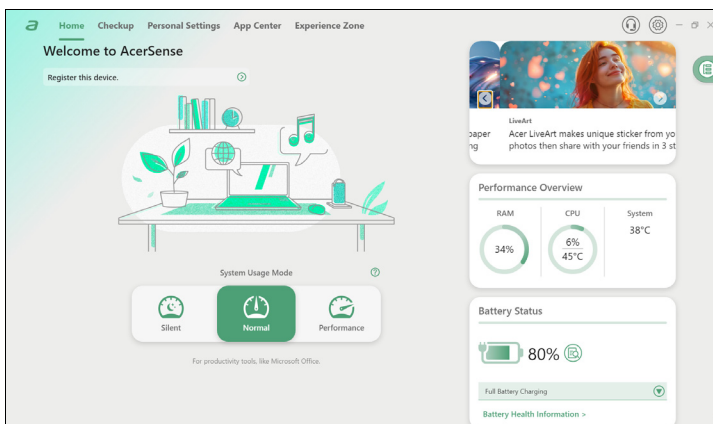 a Home Checkup Personal Settings App Center Experience Zone
Welcome to AcerSense
Register this device.
System Usage Mode
Silent
Normal
Performance
For productivity tools, like Microsoft Office.
LiveArt
paper
ng
Acer LiveArt makes unique sticker from yo
photos then share with your friends in 3 st
Performance Overview
RAM
34%
CPU
6%
45°C
System
38°C
Battery Status
80%
Full Battery Charging
Battery Health Information >